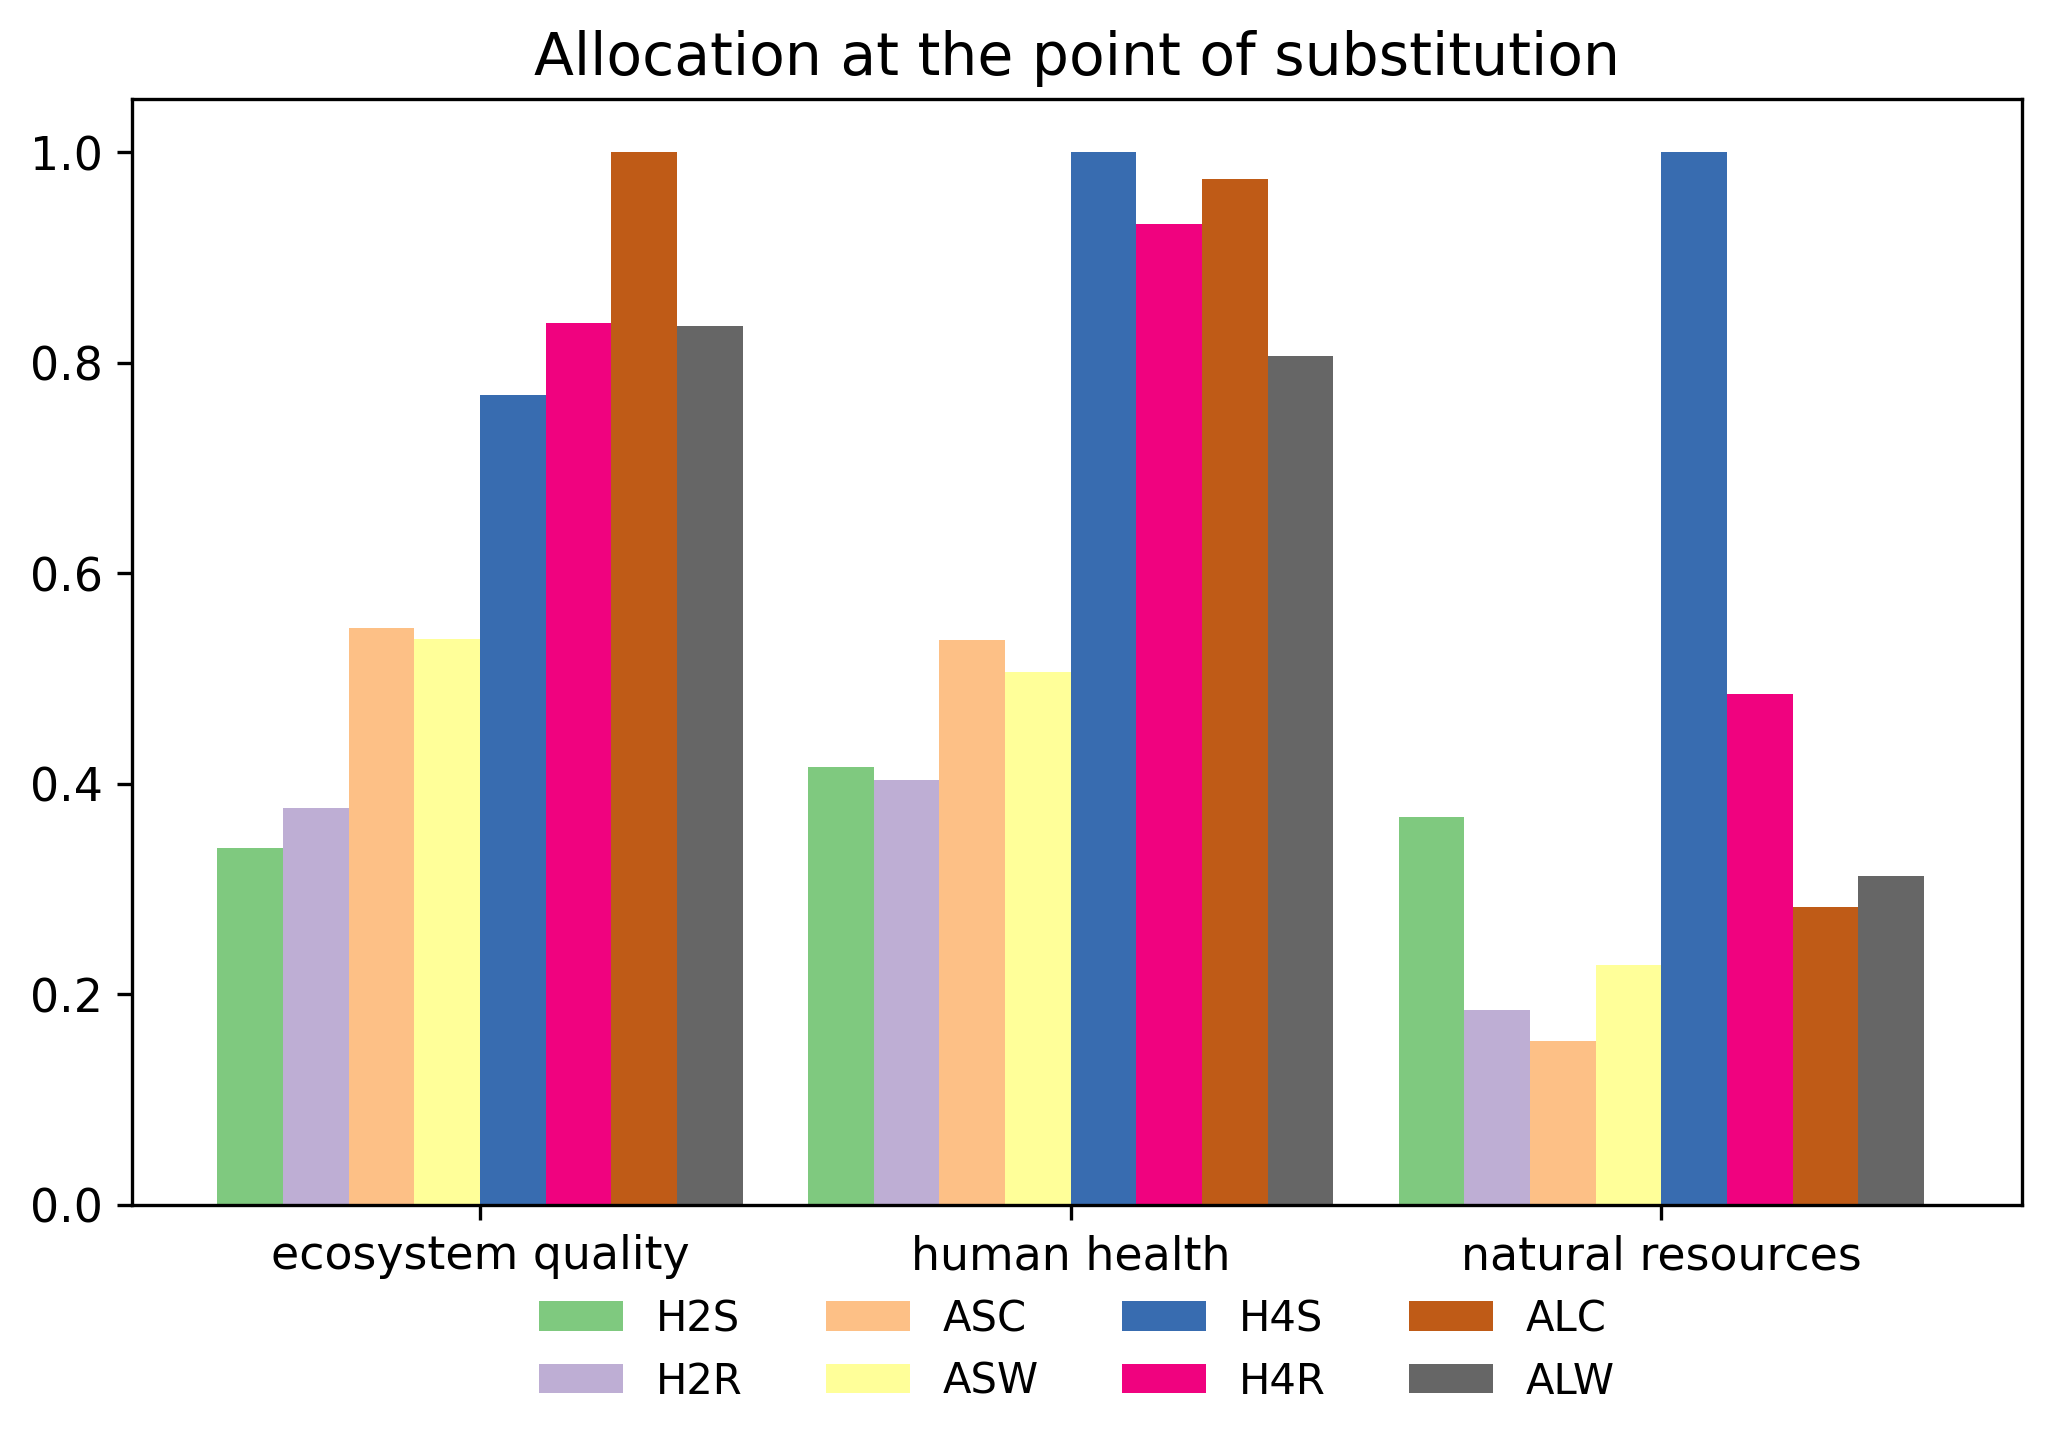 Allocation at the point of substitution
1.0
0.8
0.6
0.4
0.2
0.0
ecosystem quality human health natural resources
H2S ASC H4S ALC
H2R ASW H4R ALW